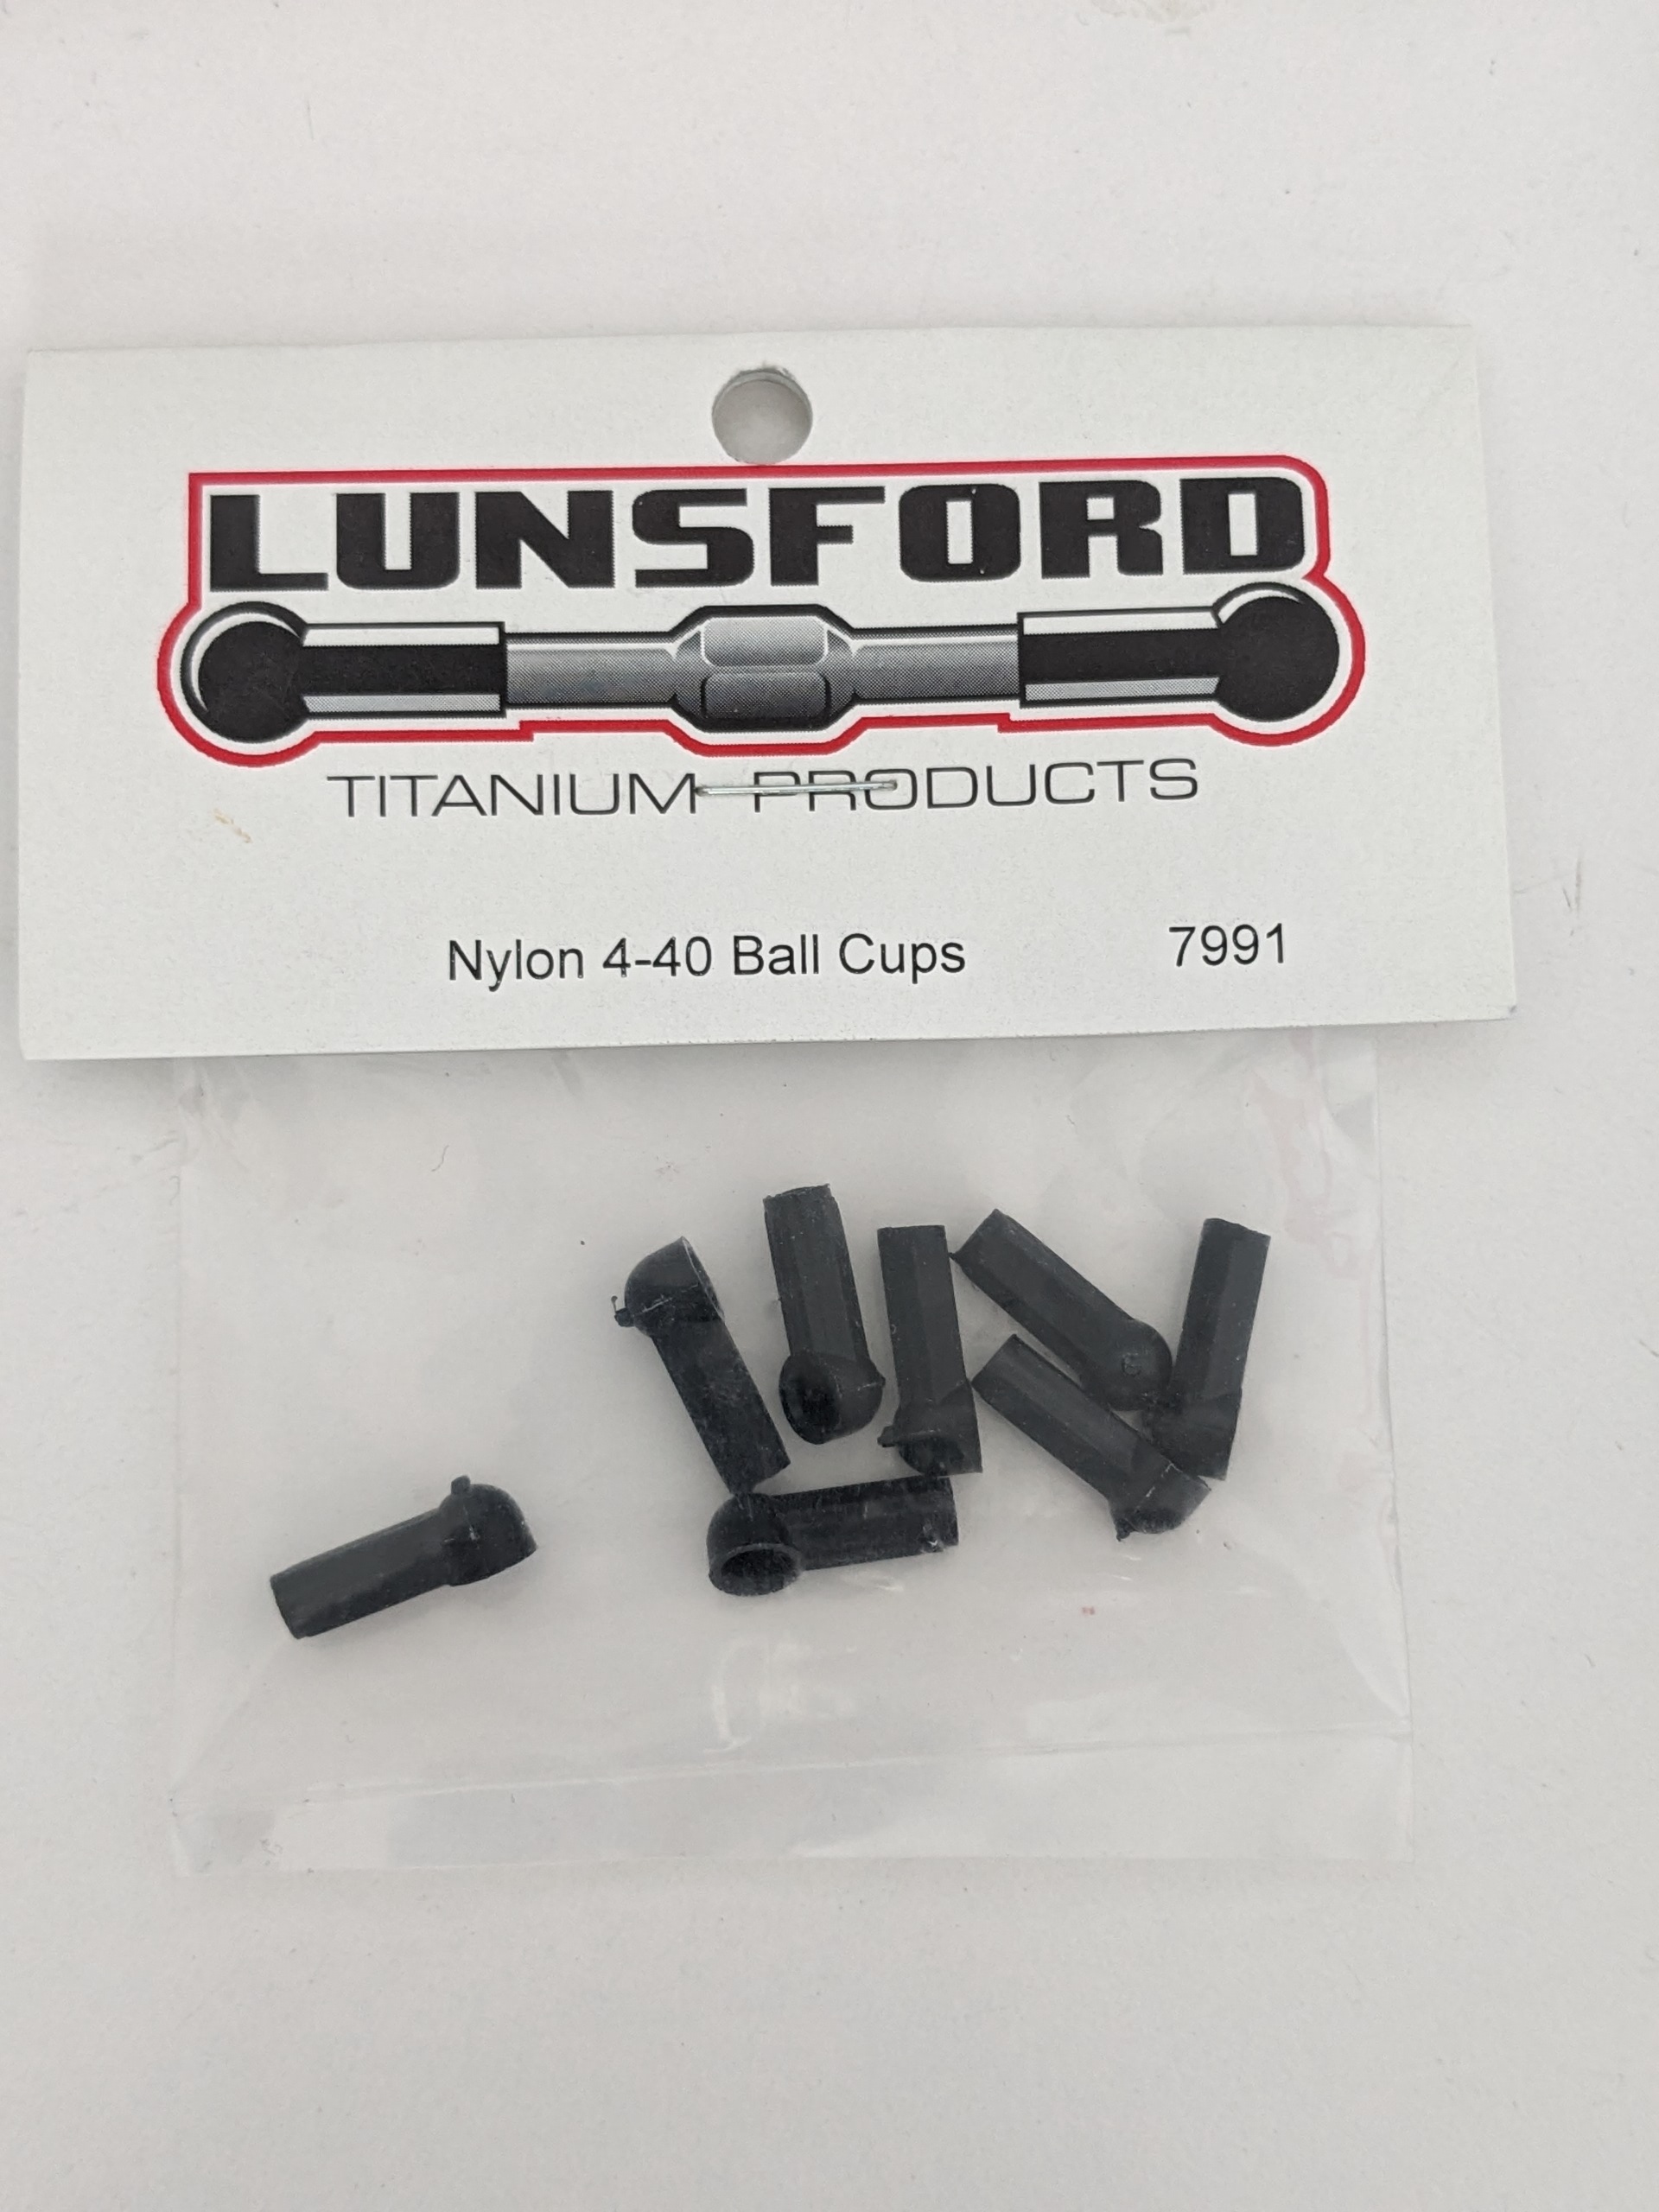 LUNSFORD
TITANIUM PRODUCTS
Nylon 4-40 Ball Cups 7991